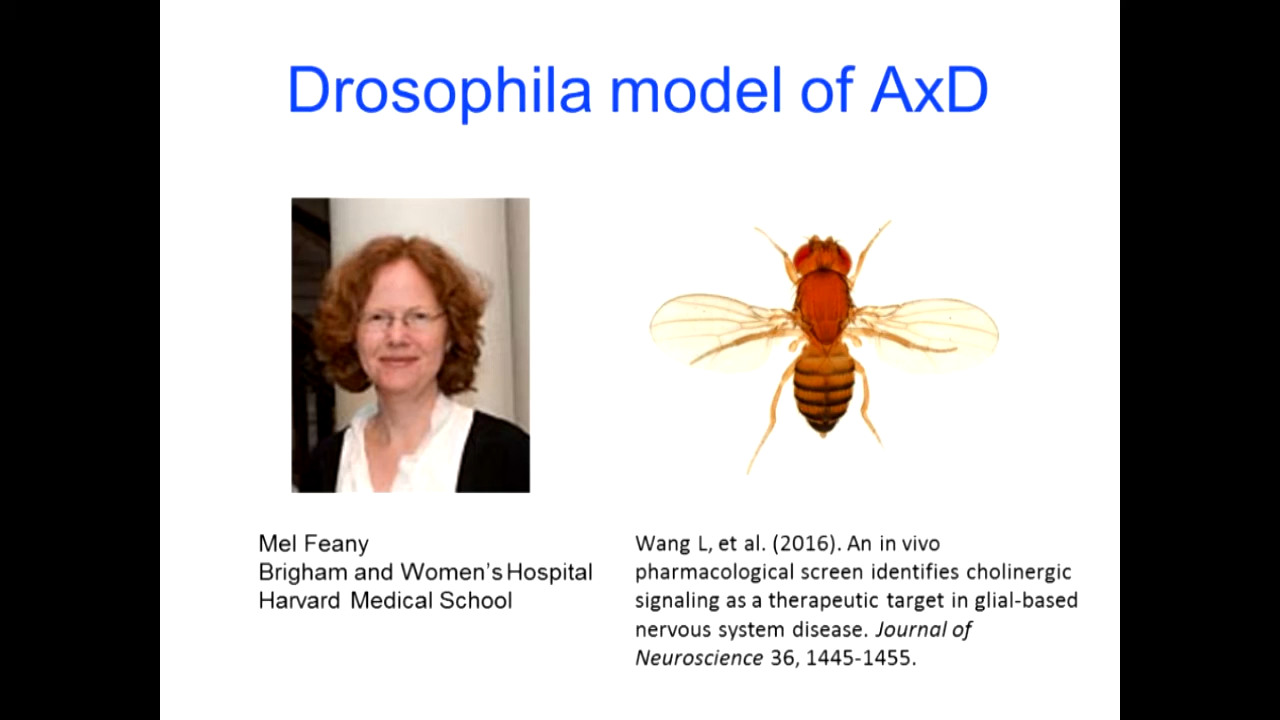 Drosophila model of AxD
Mel Feany
Brigham and Women's Hospital
Harvard Medical School
Wang L, et al. (2016). An in vivo
pharmacological screen identifies cholinergic
signaling as a therapeutic target in glial-based
nervous system disease. Journal of
Neuroscience 36, 1445-1455.